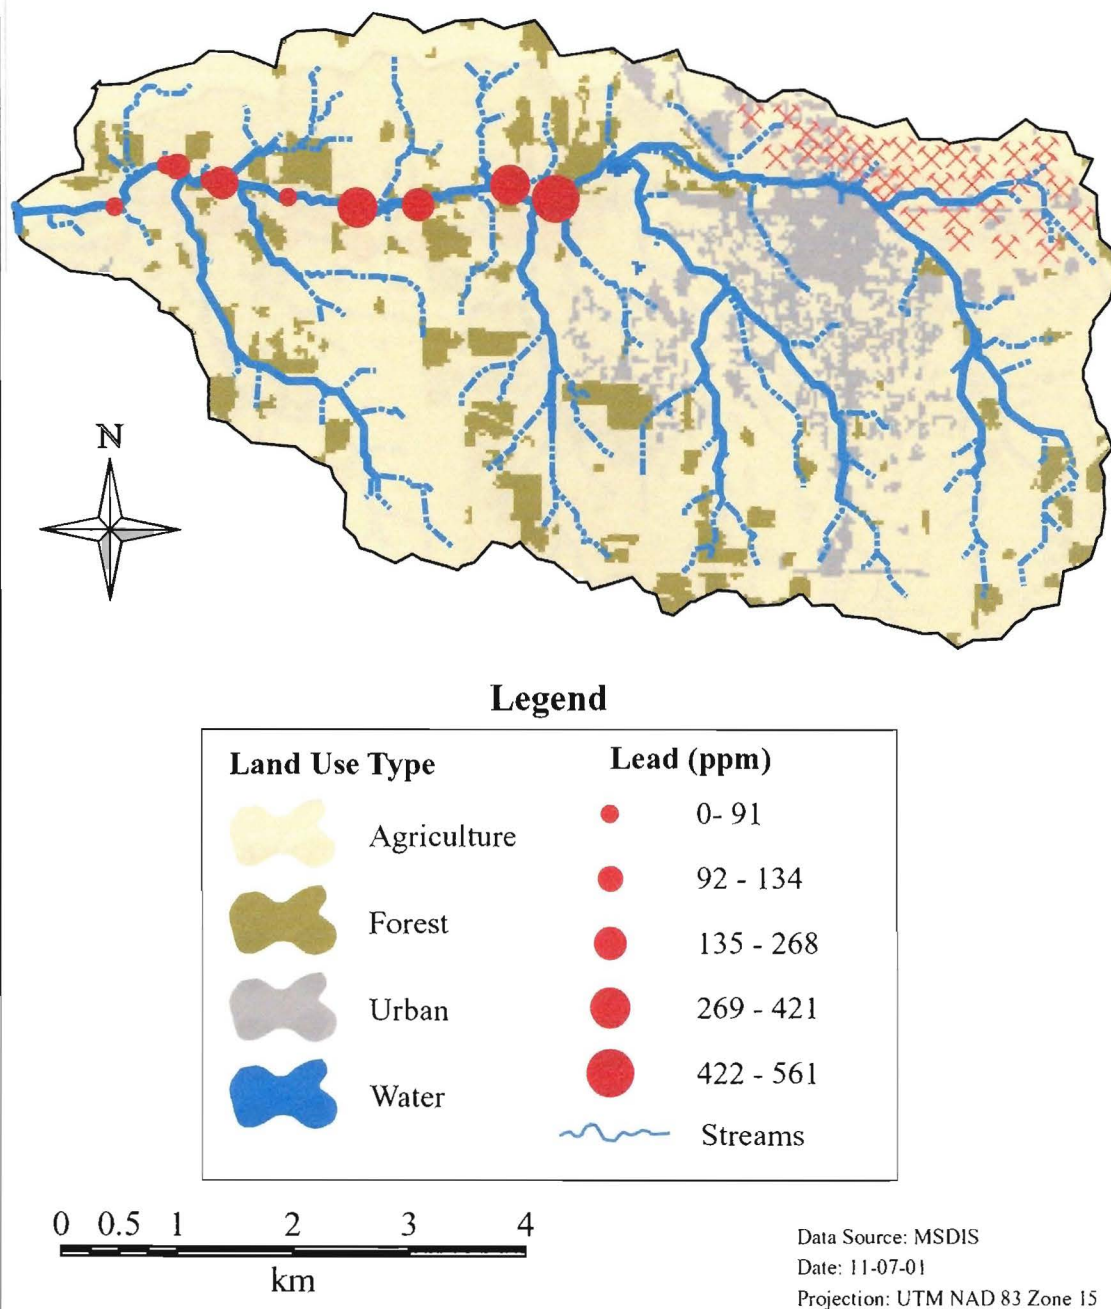 N
Legend
Land Use Type
Agriculture
Forest
Urban
Water
Lead (ppm)
0- 91
92 - 134
135 - 268
269 - 421
422 - 561
Streams
0 0.5 1 2 3 4
km
Data Source: MSDIS
Date: 11-07-01
Projection: UTM NAD 83 Zone 15